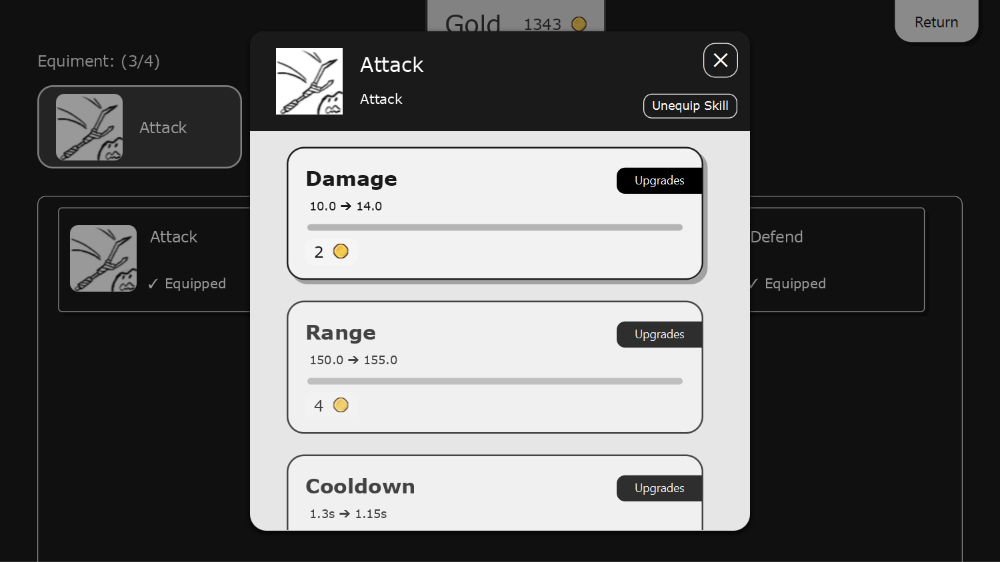 Gold 1343
Return
Equiment: (3/4)
Attack
Attack
✓ Equipped
Defend
✓ Equipped
Attack
Attack
Unequip Skill
Damage
Upgrades
10.0 ➔ 14.0
2
Range
Upgrades
150.0 ➔ 155.0
4
Cooldown
Upgrades
1.3s ➔ 1.15s